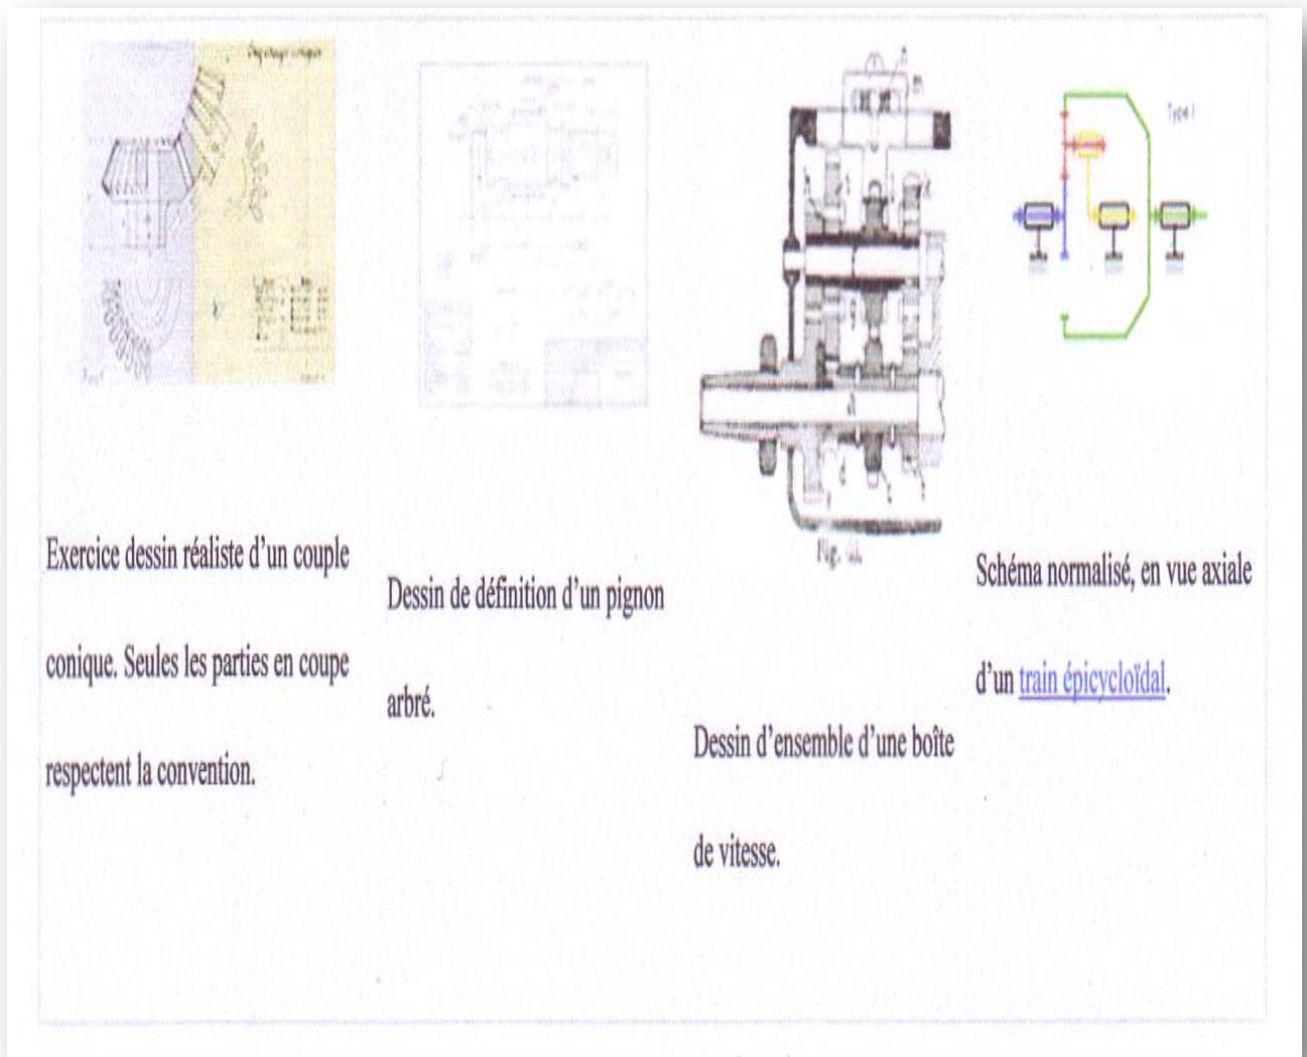 Type I
Fig.
Exercice dessin réaliste d'un couple
conique. Seules les parties en coupe
respectent la convention.
Dessin de définition d'un pignon
arbré.
Dessin d'ensemble d'une boîte
de vitesse.
Schéma normalisé, en vue axiale
d'un train épicycloïdal.